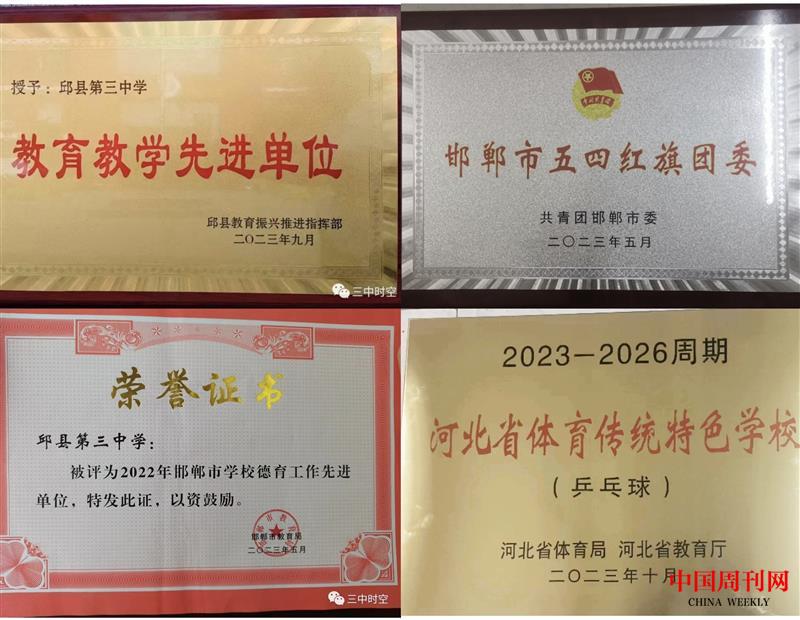 授予：邱县第三中学
教育教学先进单位
邱县教育振兴推进指挥部
二〇二三年九月
三中时空
邯郸市五四红旗团委
共青团邯郸市委
二〇二三年五月
荣誉证书
邱县第三中学：
被评为2022年邯郸市学校德育工作先进
单位，特发此证，以资鼓励。
邯郸市教育局
二〇二三年五月
三中时空
2023－2026周期
河北省体育传统特色学校
（乒乓球）
河北省体育局 河北省教育厅
二〇二三年十月
中国周刊网
CHINA WEEKLY